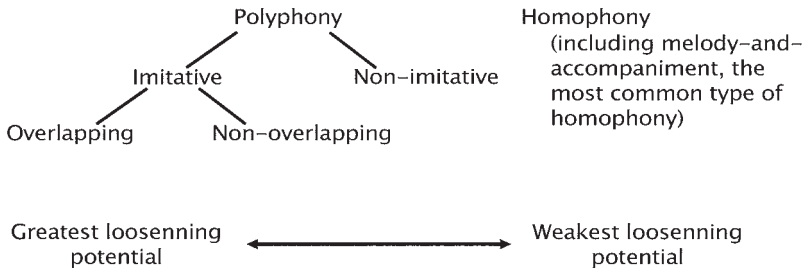 Polyphony
Homophony
(including melody-and-
accompaniment, the
most common type of
homophony)
Imitative
Non-imitative
Overlapping
Non-overlapping
Greatest loosenning
potential
Weakest loosenning
potential